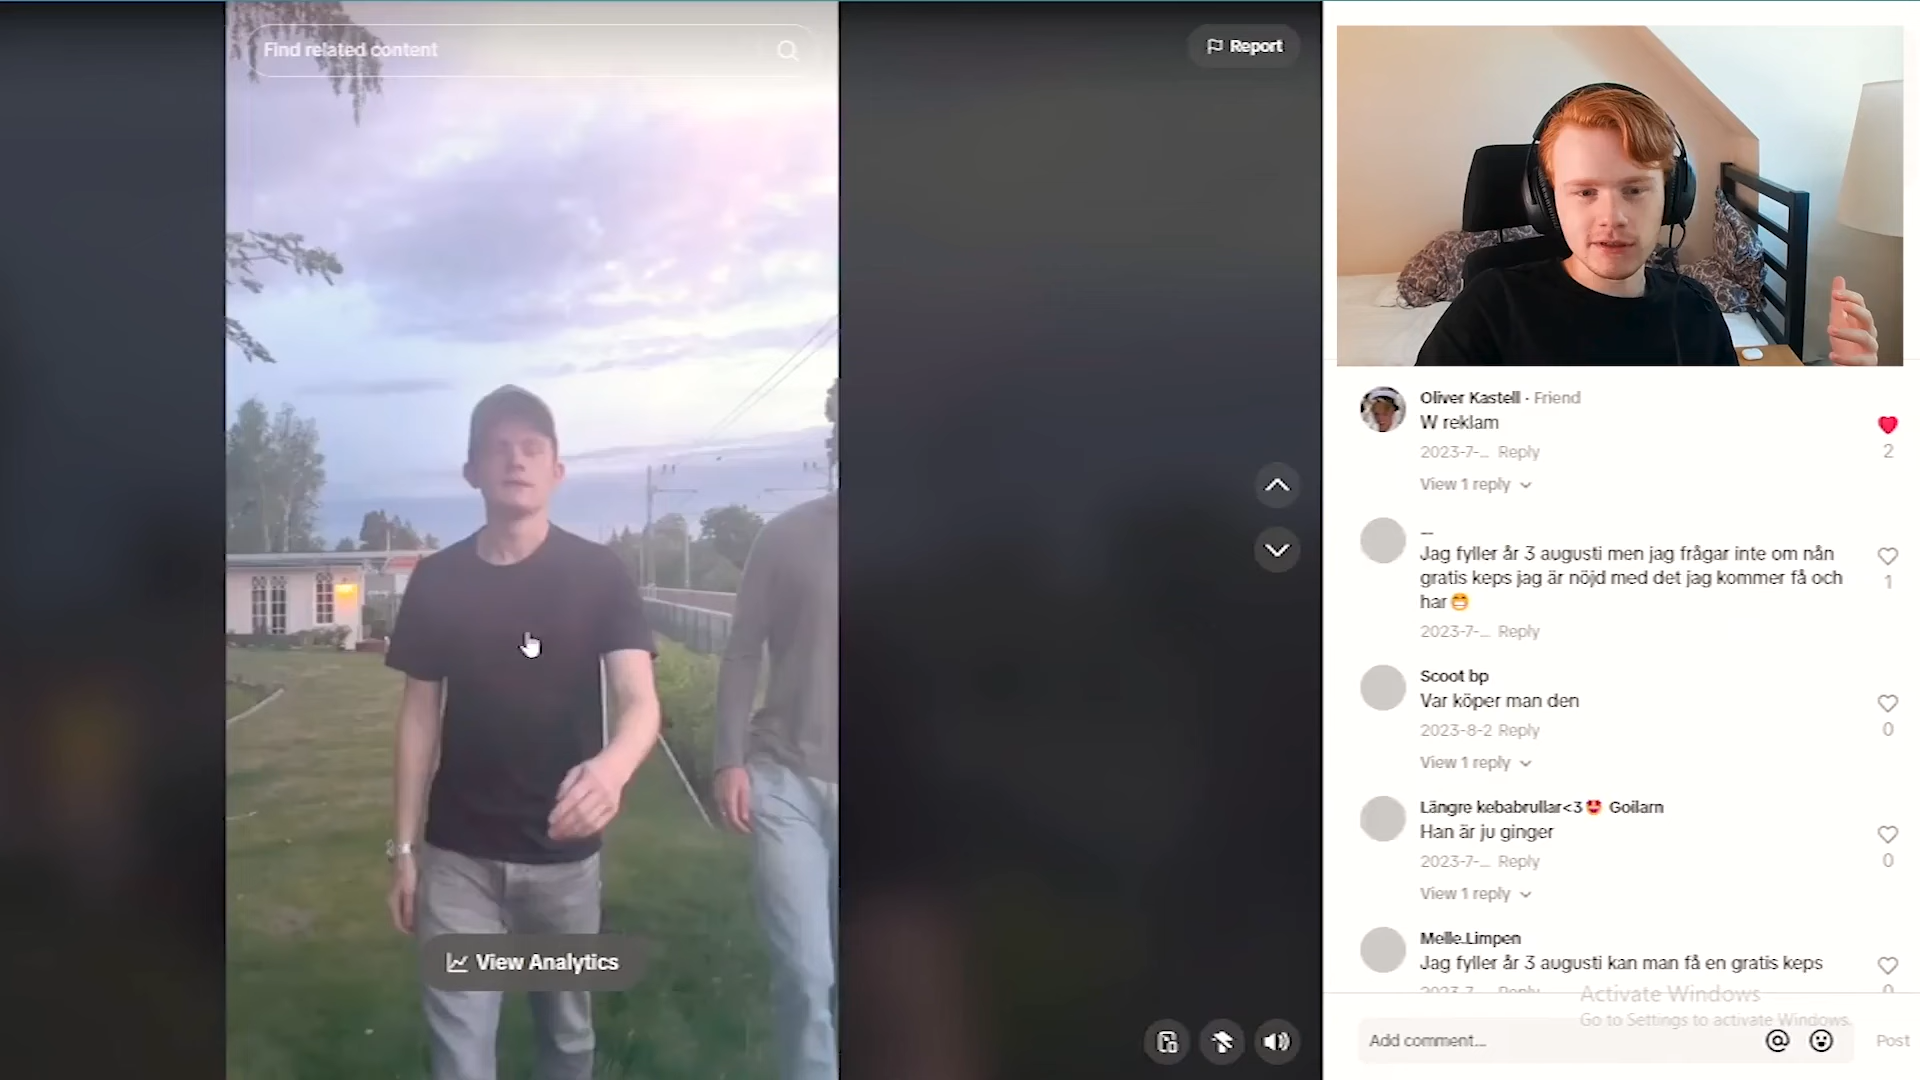 Find related content
Report
View Analytics
Oliver Kastell · Friend
W reklam
2023-7-... Reply
2
View 1 reply
...
Jag fyller år 3 augusti men jag frågar inte om nån
gratis keps jag är nöjd med det jag kommer få och
har😁
1
2023-7-... Reply
Scoot bp
Var köper man den
2023-8-2 Reply
0
View 1 reply
Längre kebabrullar<3🤩 Goilarn
Han är ju ginger
2023-7-... Reply
0
View 1 reply
Melle.Limpen
Jag fyller år 3 augusti kan man få en gratis keps
2023-7-... Reply
0
Activate Windows
Go to Settings to activate Windows.
Add comment...
Post